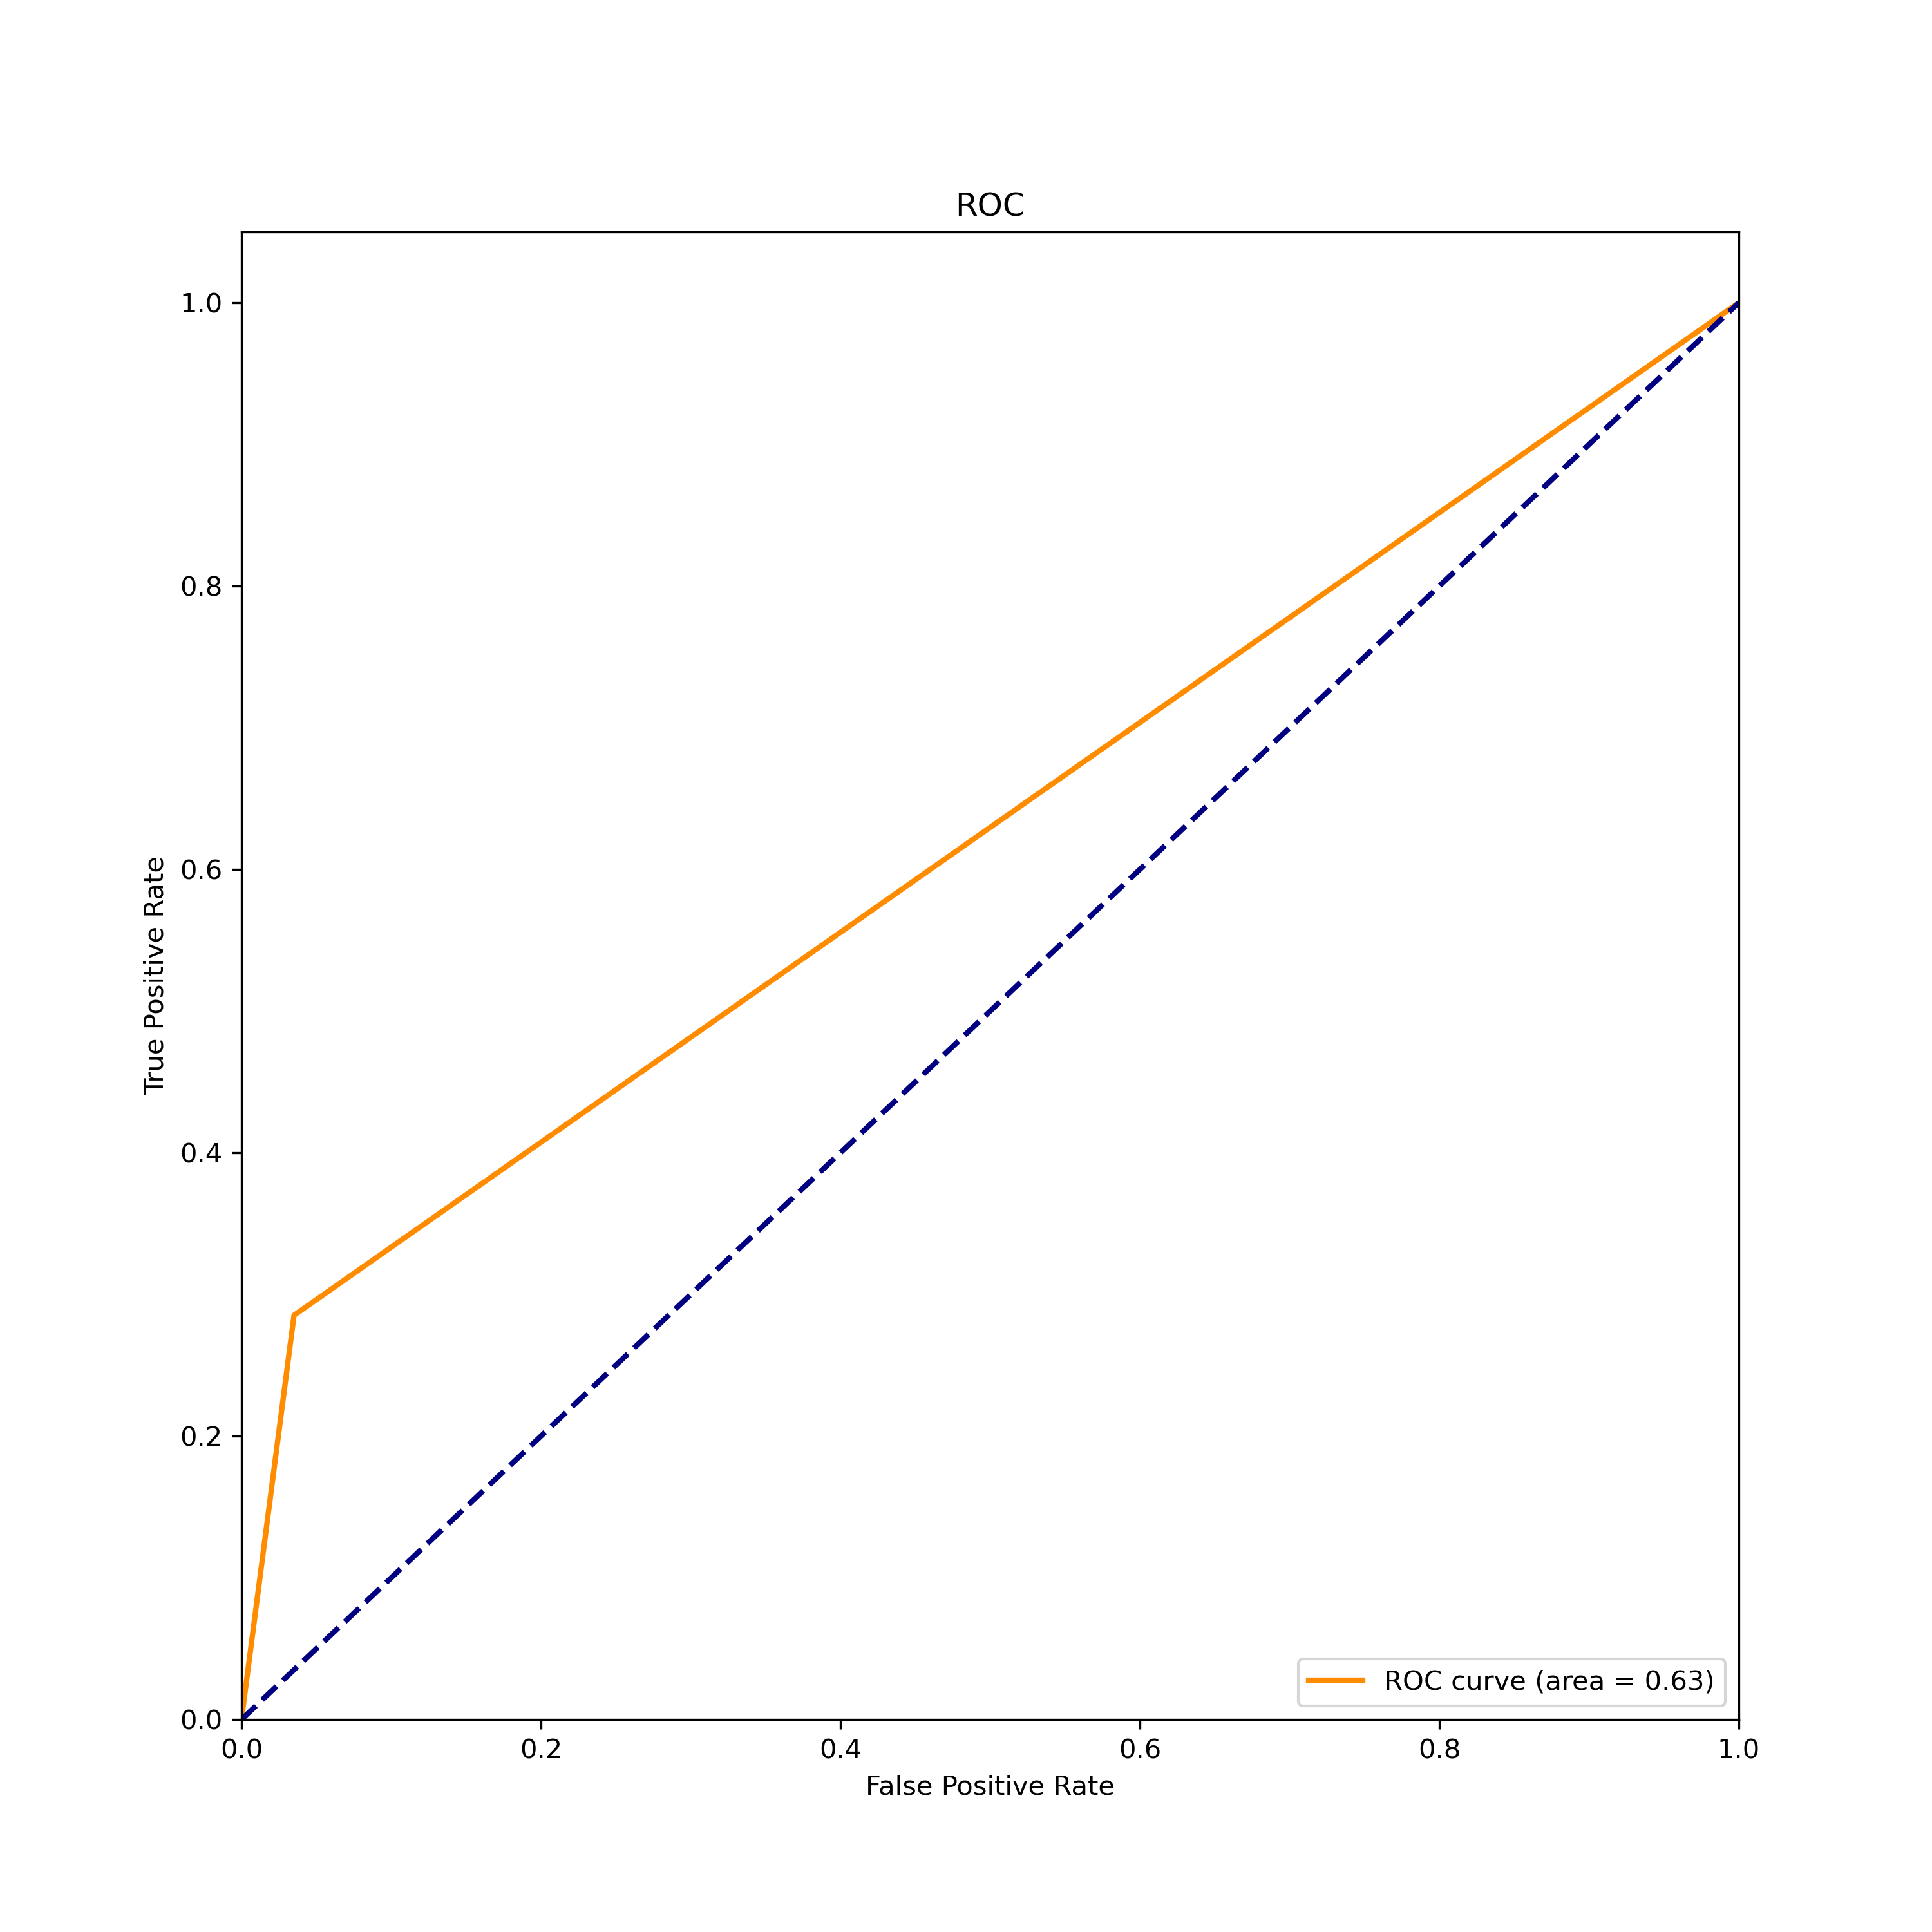 ROC
True Positive Rate
1.0
0.8
0.6
0.4
0.2
0.0
ROC curve (area = 0.63)
0.0 0.2 0.4 0.6 0.8 1.0
False Positive Rate